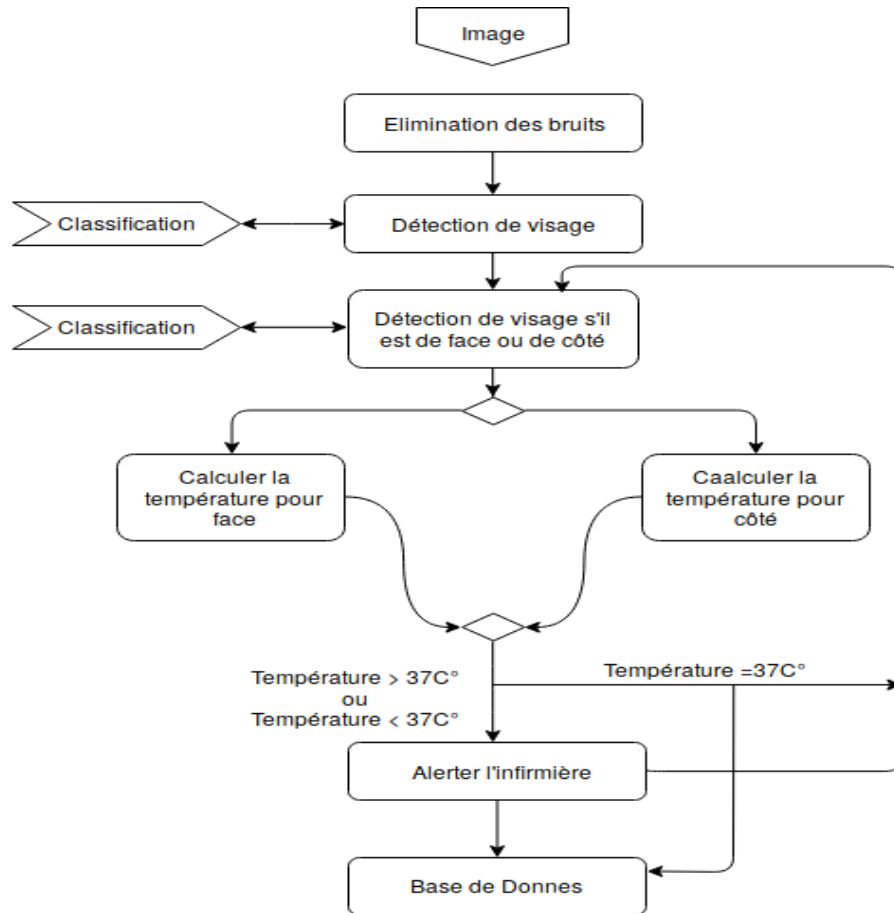 Image
Elimination des bruits
Classification
Détection de visage
Classification
Détection de visage s'il
est de face ou de côté
Calculer la
température pour
face
Caalculer la
température pour
côté
Température > 37C°
ou
Température < 37C°
Température =37C°
Alerter l'infirmière
Base de Donnes